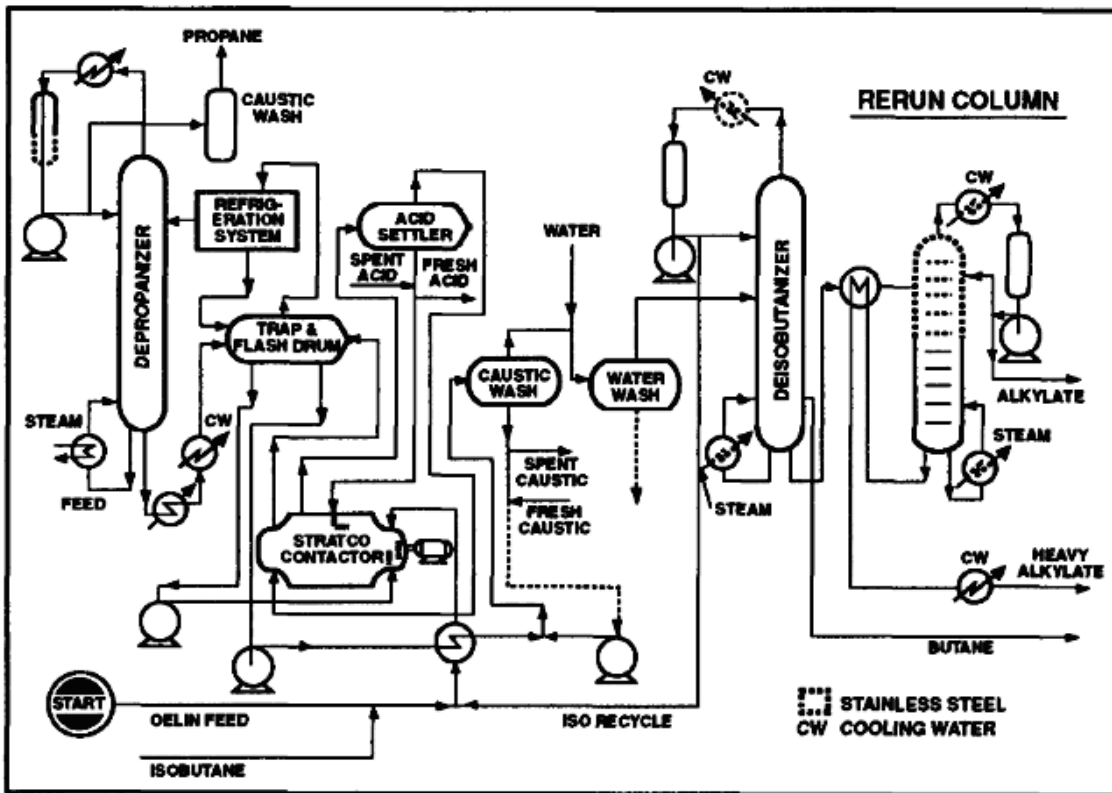 PROPANE
CAUSTIC
WASH
CW
RERUN COLUMN
DEPROPANIZER
REFRIG-
ERATION
SYSTEM
ACID
SETTLER
SPENT
ACID
FRESH
ACID
WATER
DEISOBUTANIZER
CW
TRAP &
FLASH DRUM
CAUSTIC
WASH
WATER
WASH
ALKYLATE
STEAM
CW
FEED
STEAM
SPENT
CAUSTIC
FRESH
CAUSTIC
STEAM
STRATCO
CONTACTOR
CW
HEAVY
ALKYLATE
BUTANE
START
OELIN FEED
ISO RECYCLE
STAINLESS STEEL
CW COOLING WATER
ISOBUTANE